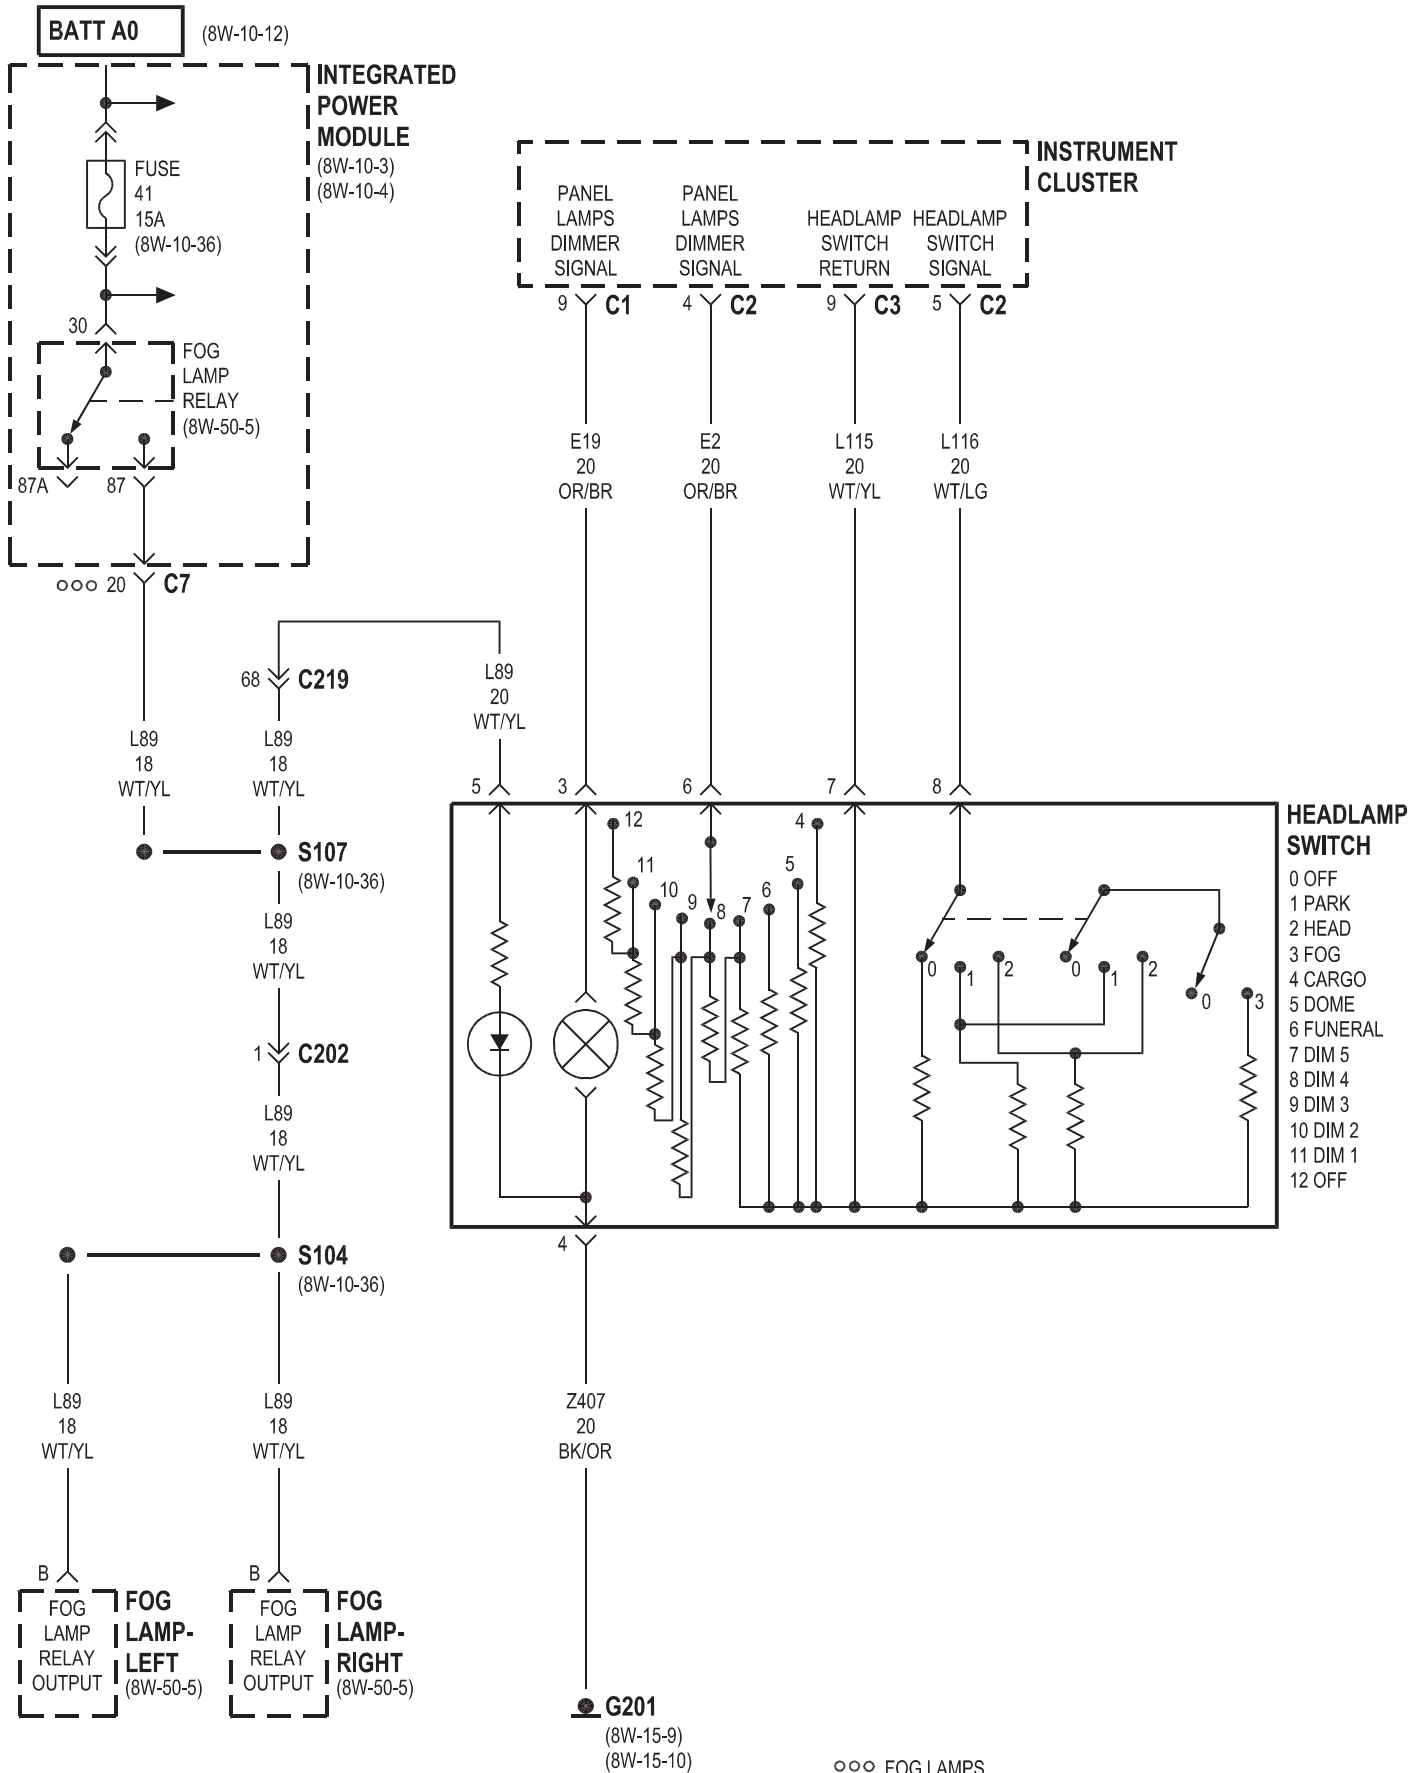 BATT A0
(8W-10-12)
INTEGRATED
POWER
MODULE
(8W-10-3)
(8W-10-4)
FUSE
41
15A
(8W-10-36)
30
FOG
LAMP
RELAY
(8W-50-5)
87A
87
20
C7
INSTRUMENT
CLUSTER
PANEL
LAMPS
DIMMER
SIGNAL
PANEL
LAMPS
DIMMER
SIGNAL
HEADLAMP
SWITCH
RETURN
HEADLAMP
SWITCH
SIGNAL
9
C1
4
C2
9
C3
5
C2
E19
20
OR/BR
E2
20
OR/BR
L115
20
WT/YL
L116
20
WT/LG
68
C219
L89
20
WT/YL
L89
18
WT/YL
L89
18
WT/YL
5
3
6
7
8
HEADLAMP
SWITCH
0 OFF
1 PARK
2 HEAD
3 FOG
4 CARGO
5 DOME
6 FUNERAL
7 DIM 5
8 DIM 4
9 DIM 3
10 DIM 2
11 DIM 1
12 OFF
12
11
10
9
8
7
6
5
4
0
1
2
0
1
2
0
3
S107
(8W-10-36)
L89
18
WT/YL
1
C202
L89
18
WT/YL
S104
(8W-10-36)
4
L89
18
WT/YL
L89
18
WT/YL
Z407
20
BK/OR
B
FOG
LAMP
RELAY
OUTPUT
FOG
LAMP-
LEFT
(8W-50-5)
B
FOG
LAMP
RELAY
OUTPUT
FOG
LAMP-
RIGHT
(8W-50-5)
G201
(8W-15-9)
(8W-15-10)
FOG LAMPS